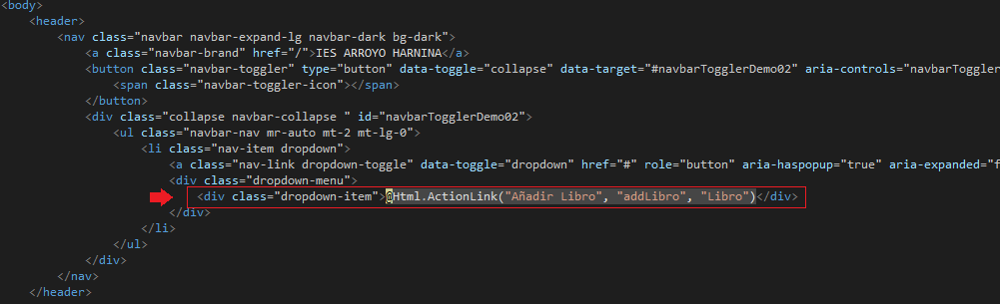 <body>
<header>
<nav class="navbar navbar-expand-lg navbar-dark bg-dark">
<a class="navbar-brand" href="/">IES ARROYO HARNINA</a>
<button class="navbar-toggler" type="button" data-toggle="collapse" data-target="#navbarTogglerDemo02" aria-controls="navbarToggler
<span class="navbar-toggler-icon"></span>
</button>
<div class="collapse navbar-collapse " id="navbarTogglerDemo02">
<ul class="navbar-nav mr-auto mt-2 mt-lg-0">
<li class="nav-item dropdown">
<a class="nav-link dropdown-toggle" data-toggle="dropdown" href="#" role="button" aria-haspopup="true" aria-expanded="f
<div class="dropdown-menu">
<div class="dropdown-item">@Html.ActionLink("Añadir Libro", "addLibro", "Libro")</div>
</div>
</li>
</ul>
</div>
</nav>
</header>